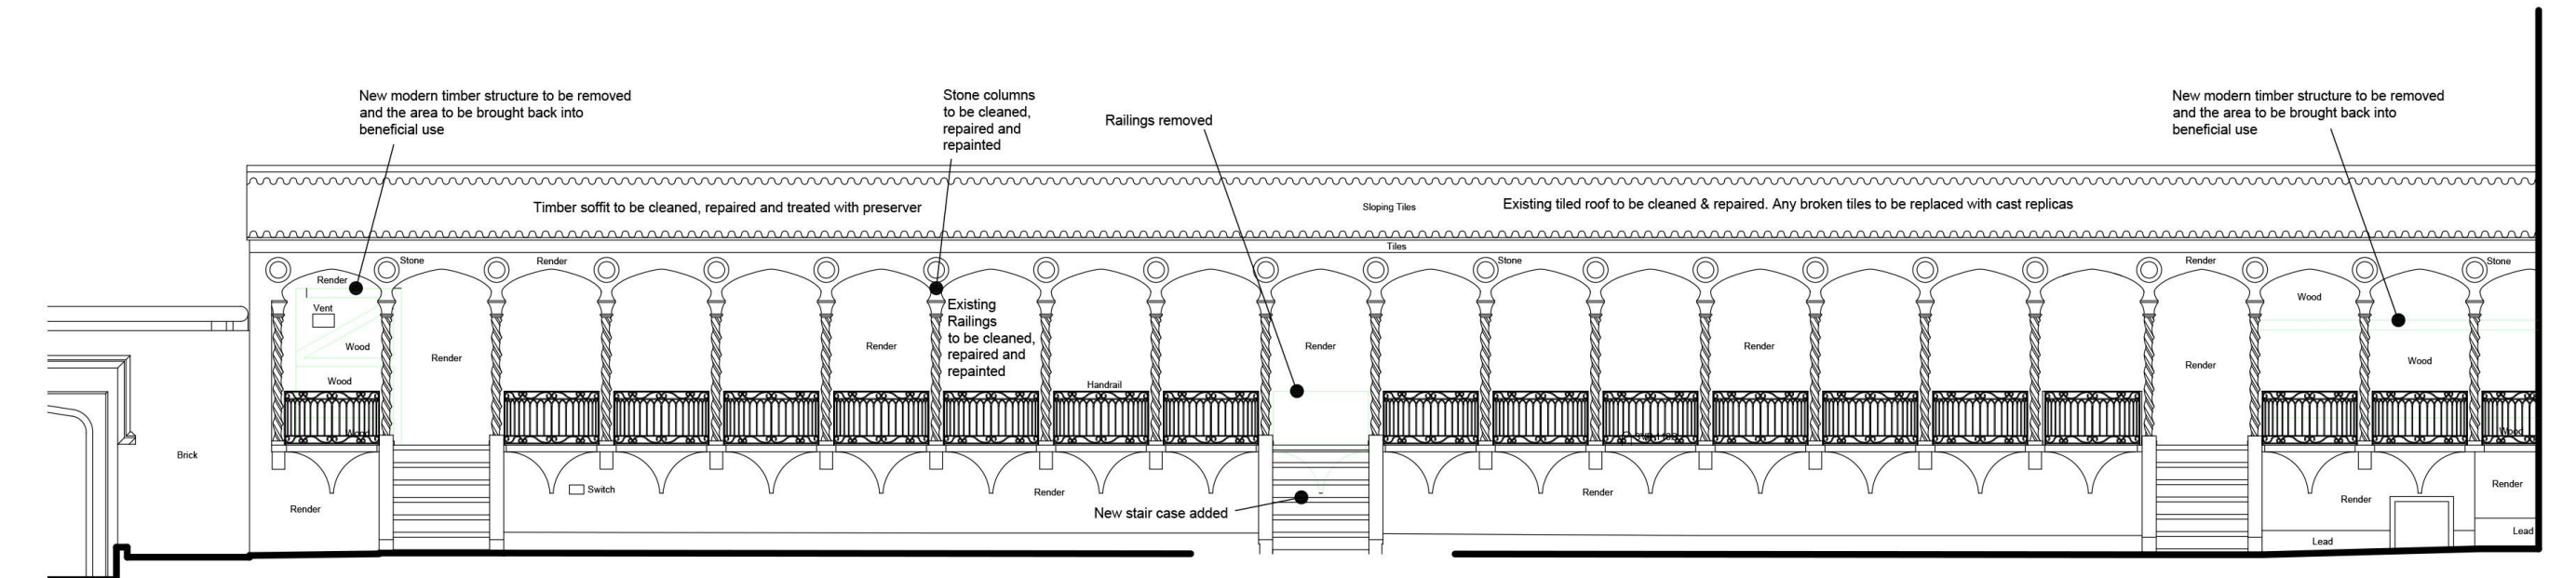 New modern timber structure to be removed
and the area to be brought back into
beneficial use
Stone columns
to be cleaned,
repaired and
repainted
Railings removed
New modern timber structure to be removed
and the area to be brought back into
beneficial use
Timber soffit to be cleaned, repaired and treated with preserver
Sloping Tiles
Existing tiled roof to be cleaned & repaired. Any broken tiles to be replaced with cast replicas
Tiles
Stone
Render
Stone
Render
Stone
Render
Vent
Wood
Wood
Wood
Render
Render
Existing
Railings
to be cleaned,
repaired and
repainted
Handrail
Render
Render
Render
Wood
Wood
Wood
Brick
Render
Switch
Render
New stair case added
Render
Render
Render
Lead
Lead